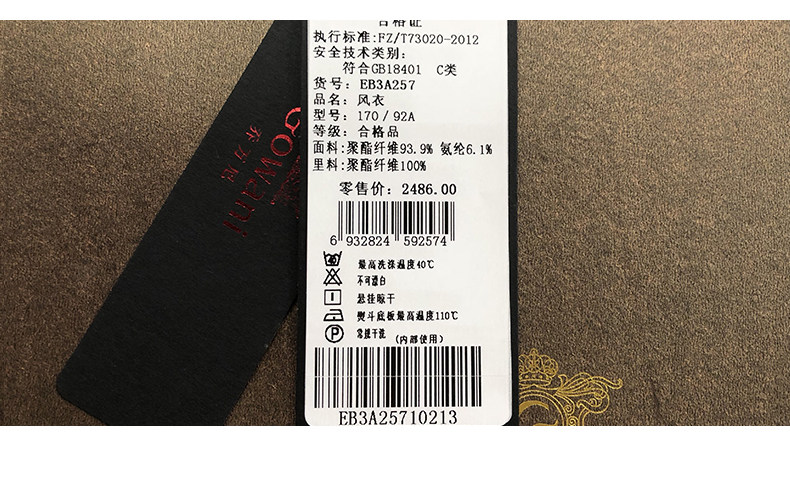 合格证
执行标准:FZ/T73020-2012
安全技术类别:
符合GB18401 C类
货号: EB3A257
品名: 风衣
型号: 170/92A
等级: 合格品
面料:聚酯纤维93.9% 氨纶6.1%
里料:聚酯纤维100%
零售价: 2486.00
6 932824 592574
最高洗涤温度40℃
不可漂白
悬挂晾干
熨斗底板最高温度110℃
常规干洗 (内部使用)
EB3A25710213
Gowani
乔万尼